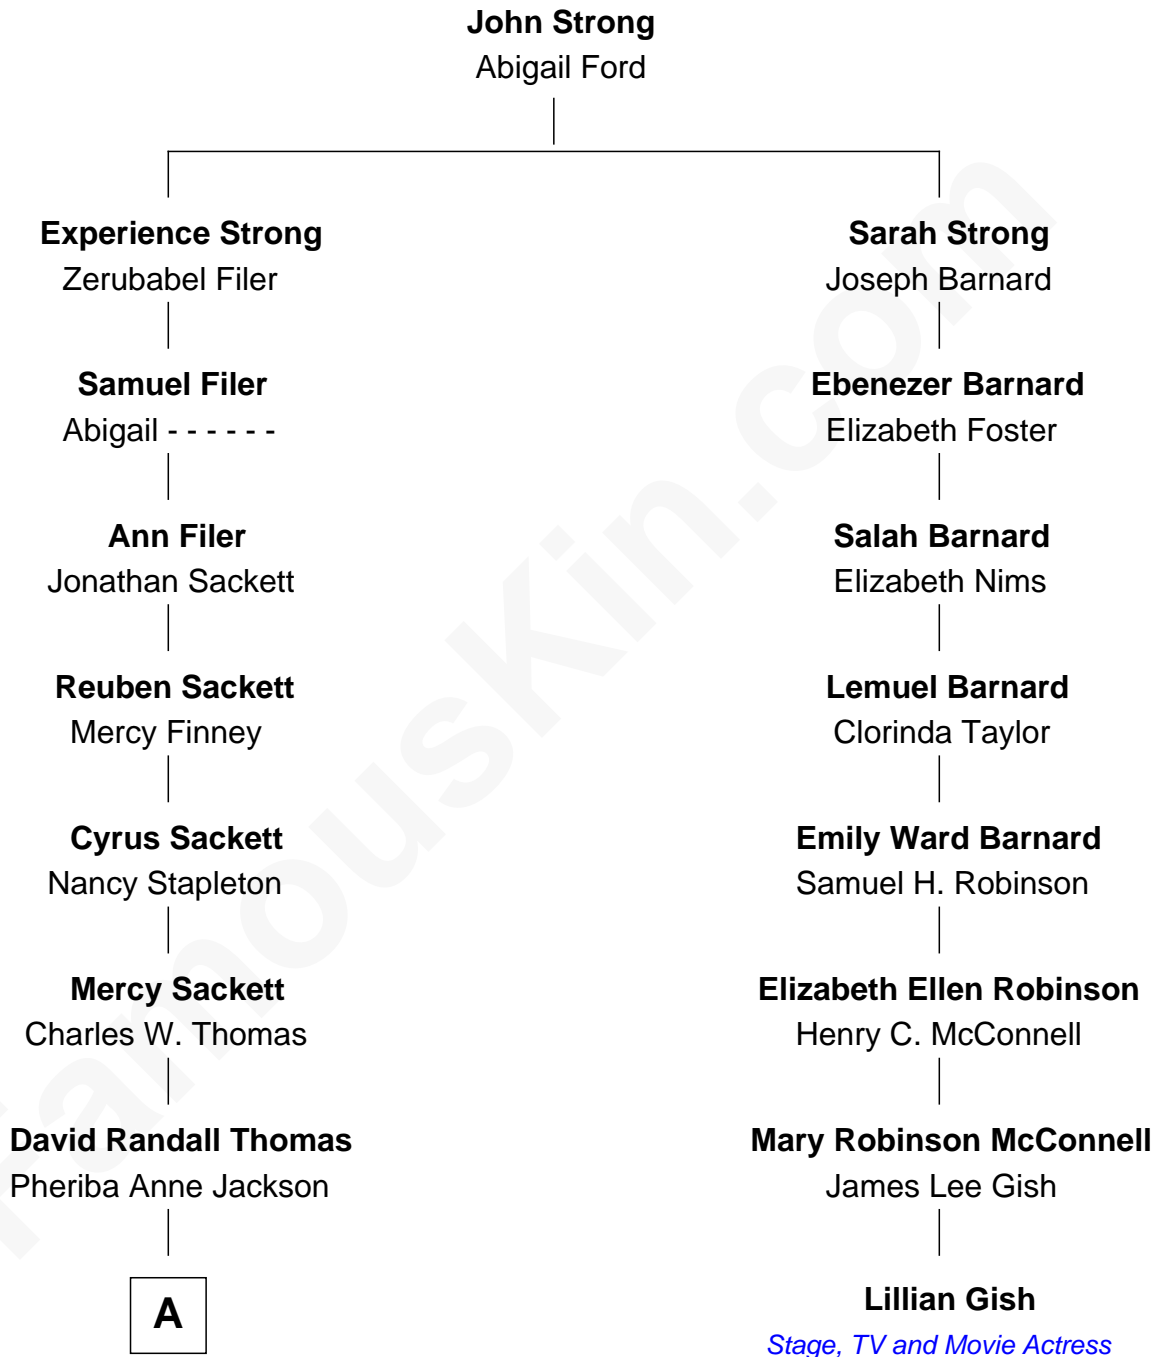 John Strong
Abigail Ford
Experience Strong
Zerubabel Filer
Sarah Strong
Joseph Barnard
Samuel Filer
Abigail - - - - - -
Ebenezer Barnard
Elizabeth Foster
Ann Filer
Jonathan Sackett
Salah Barnard
Elizabeth Nims
Reuben Sackett
Mercy Finney
Lemuel Barnard
Clorinda Taylor
Cyrus Sackett
Nancy Stapleton
Emily Ward Barnard
Samuel H. Robinson
Mercy Sackett
Charles W. Thomas
Elizabeth Ellen Robinson
Henry C. McConnell
David Randall Thomas
Pheriba Anne Jackson
Mary Robinson McConnell
James Lee Gish
A
Lillian Gish
Stage, TV and Movie Actress
FamousKin.com